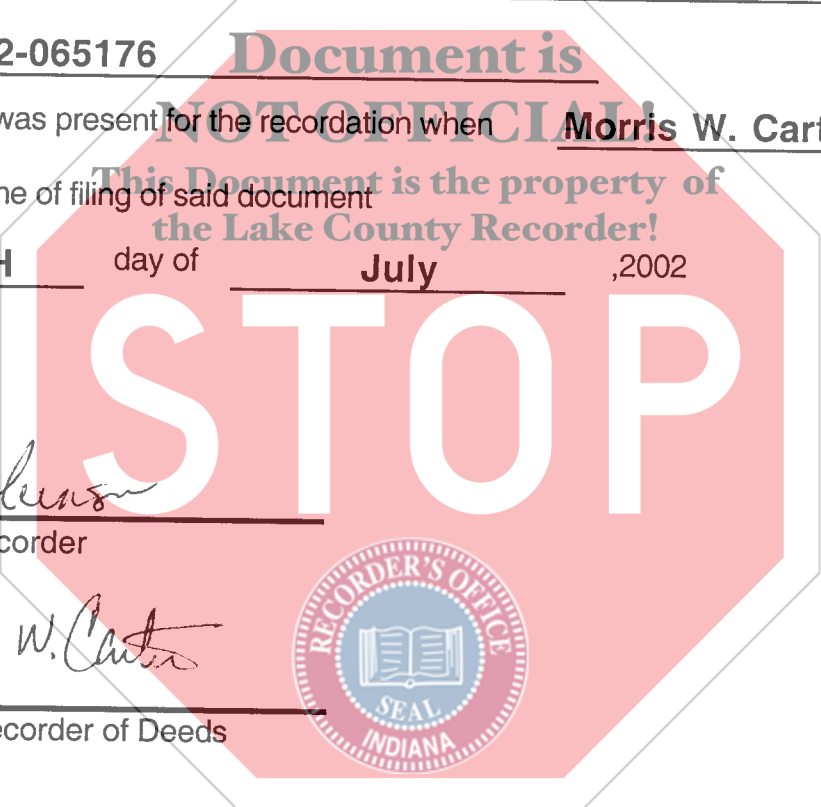 2-065176
Document is
NOT OFFICIAL!
was present for the recordation when Morris W. Cart
This Document is the property of
ne of filing of said document
the Lake County Recorder!
H day of July ,2002
STOP
corder
W. Carter
ecorder of Deeds
RECORDER'S OFFICE
SEAL
INDIANA